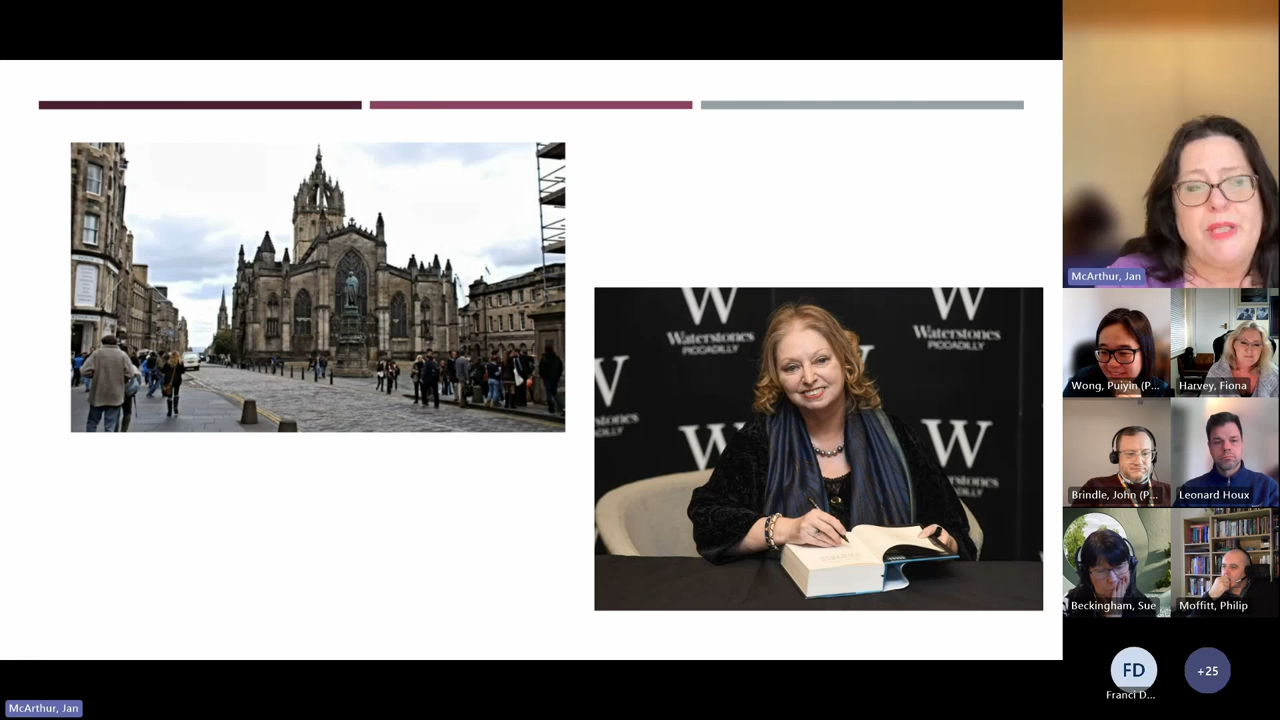 W
Waterstones
PICCADILLY
W
Waterstones
PICCADILLY
W
W
W
McArthur, Jan
Wong, Puiyin (P...
Harvey, Fiona
Brindle, John (P...
Leonard Houx
Beckingham, Sue
Moffitt, Philip
FD
+25
Franci D...
McArthur, Jan